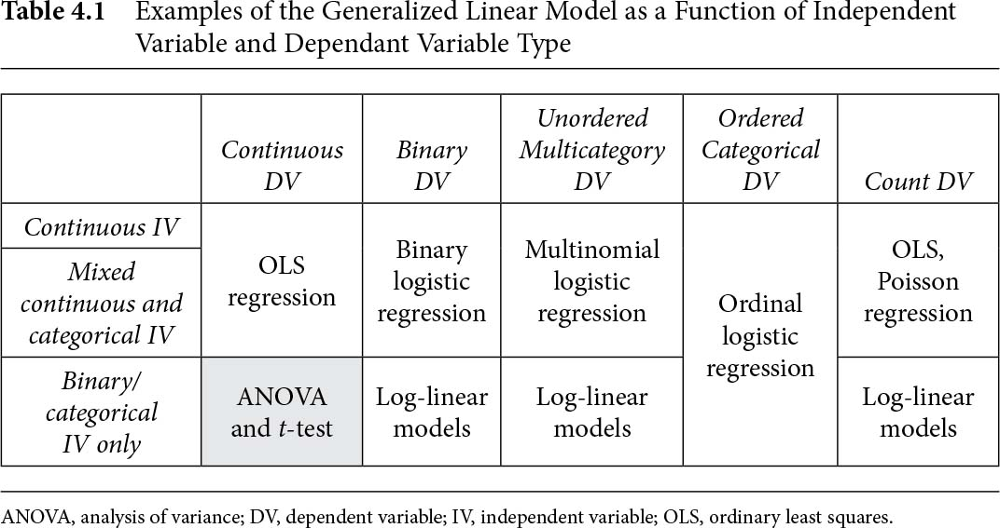 Table 4.1 Examples of the Generalized Linear Model as a Function of Independent
Variable and Dependant Variable Type
Continuous
DV
Binary
DV
Unordered
Multicategory
DV
Ordered
Categorical
DV
Count DV
Continuous IV
Mixed
continuous and
categorical IV
OLS
regression
Binary
logistic
regression
Multinomial
logistic
regression
Ordinal
logistic
regression
OLS,
Poisson
regression
Binary/
categorical
IV only
ANOVA
and t-test
Log-linear
models
Log-linear
models
Log-linear
models
ANOVA, analysis of variance; DV, dependent variable; IV, independent variable; OLS, ordinary least squares.